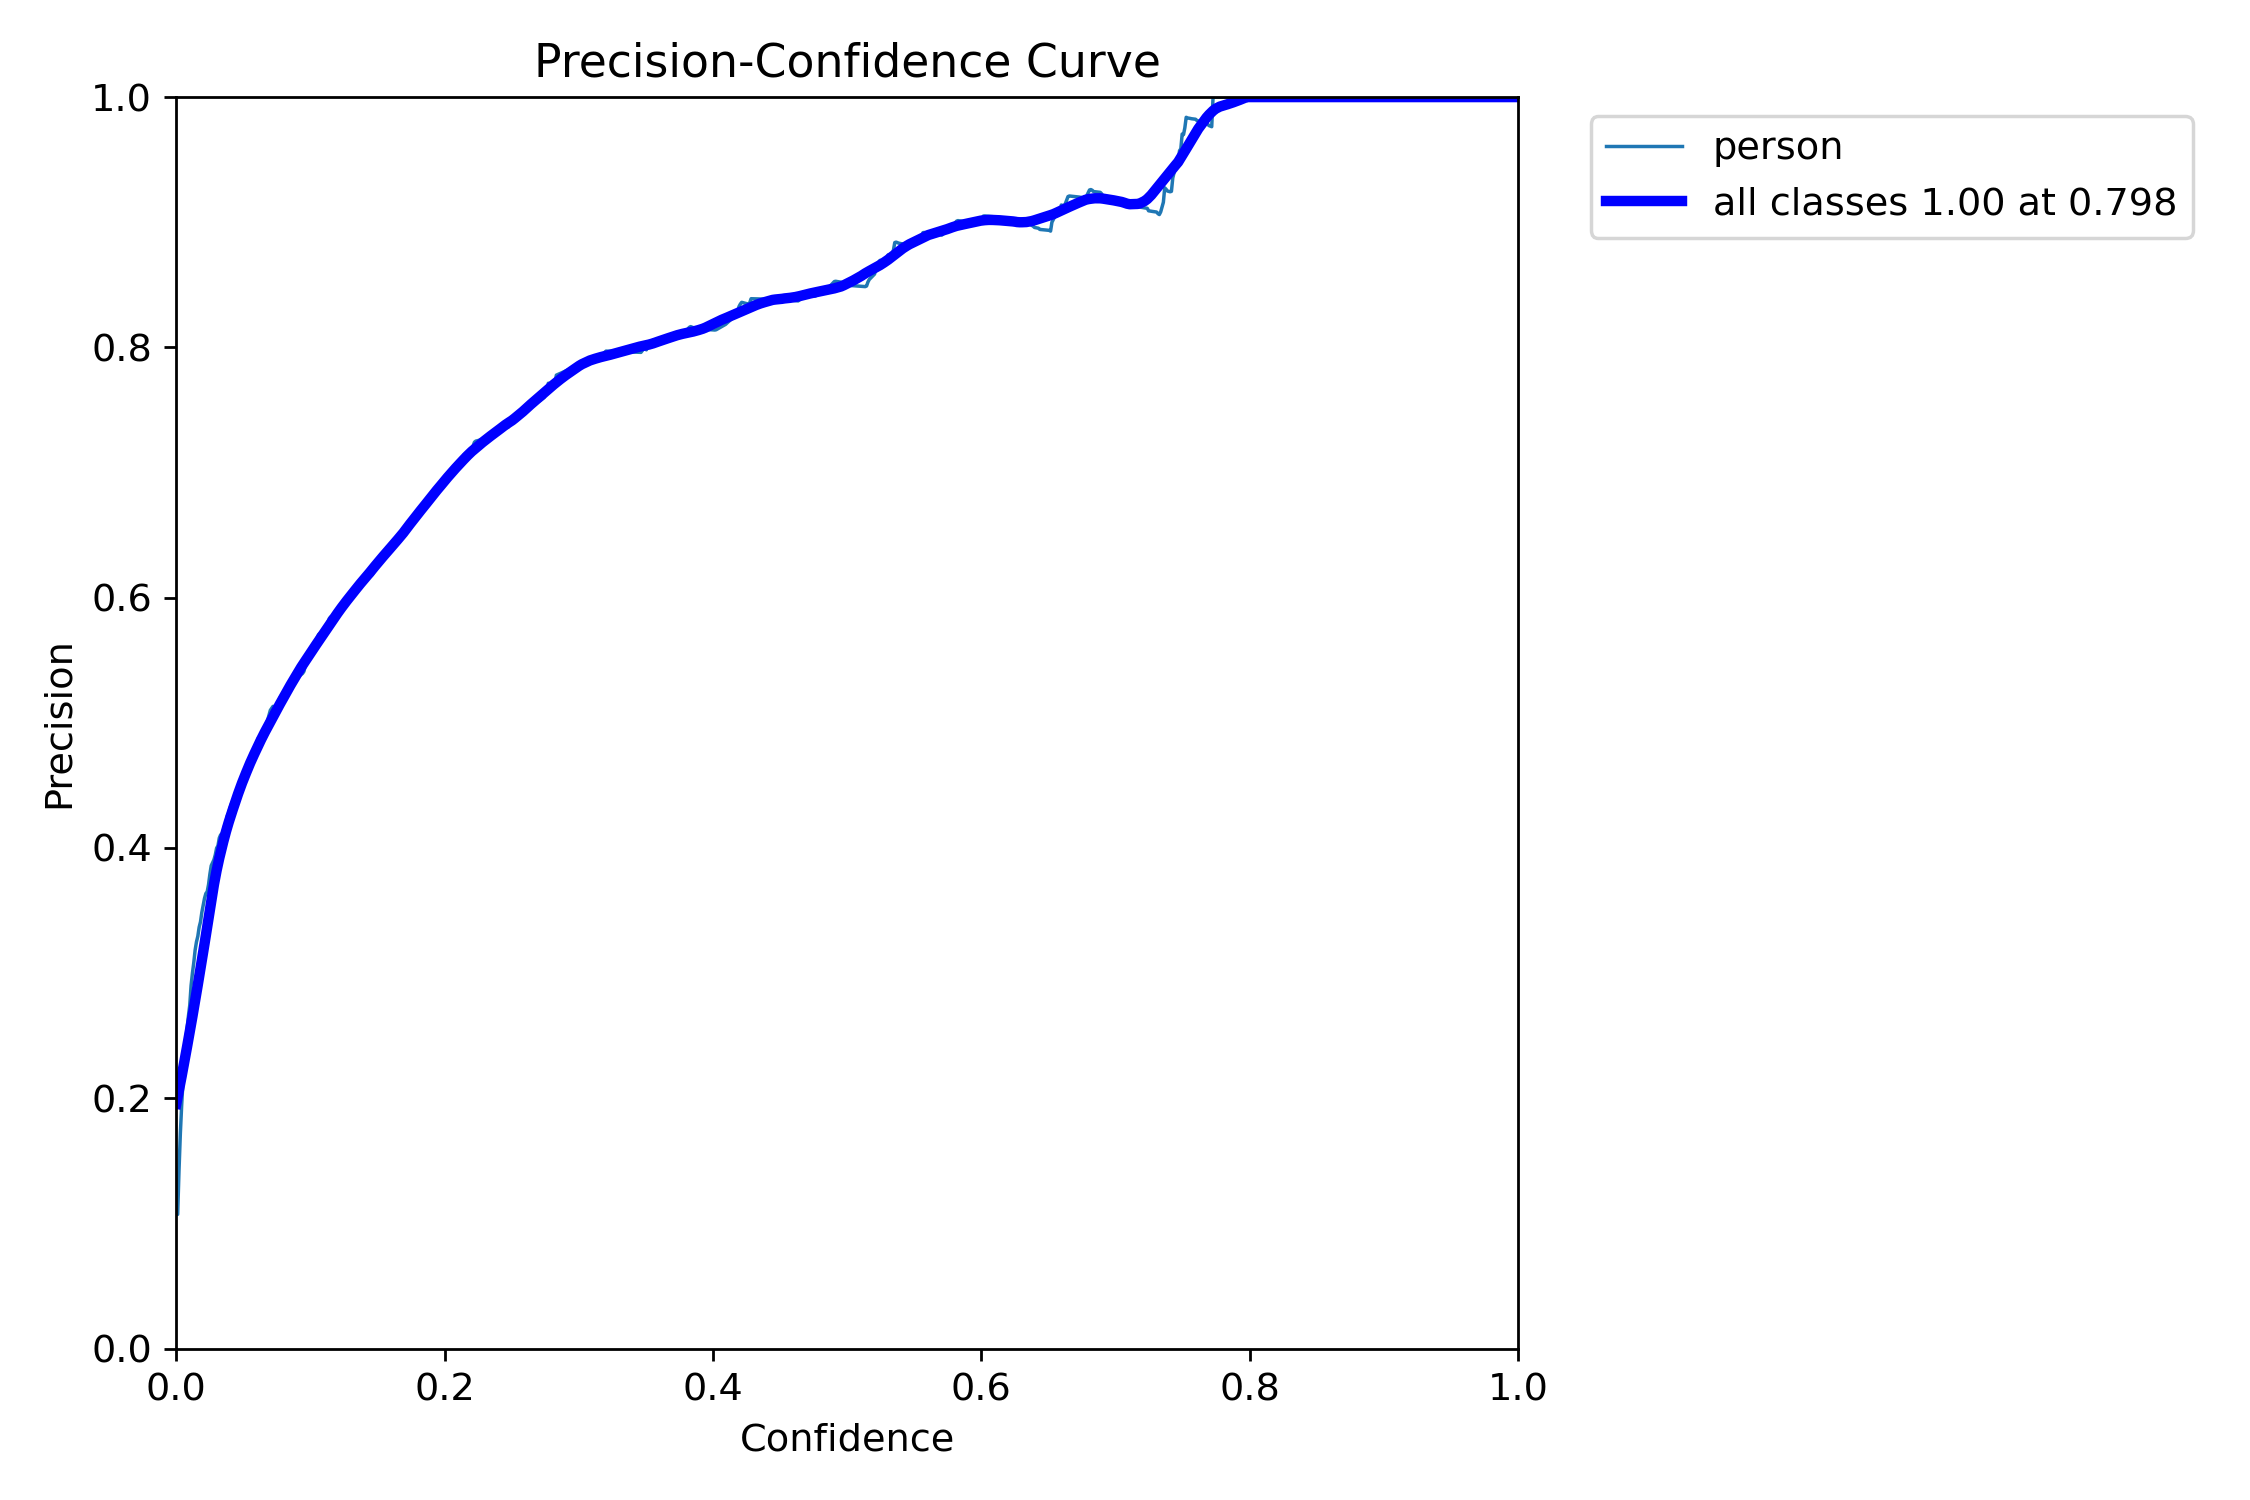 Precision-Confidence Curve
1.0
0.8
0.6
0.4
0.2
0.0
Precision
0.0 0.2 0.4 0.6 0.8 1.0
Confidence
person
all classes 1.00 at 0.798